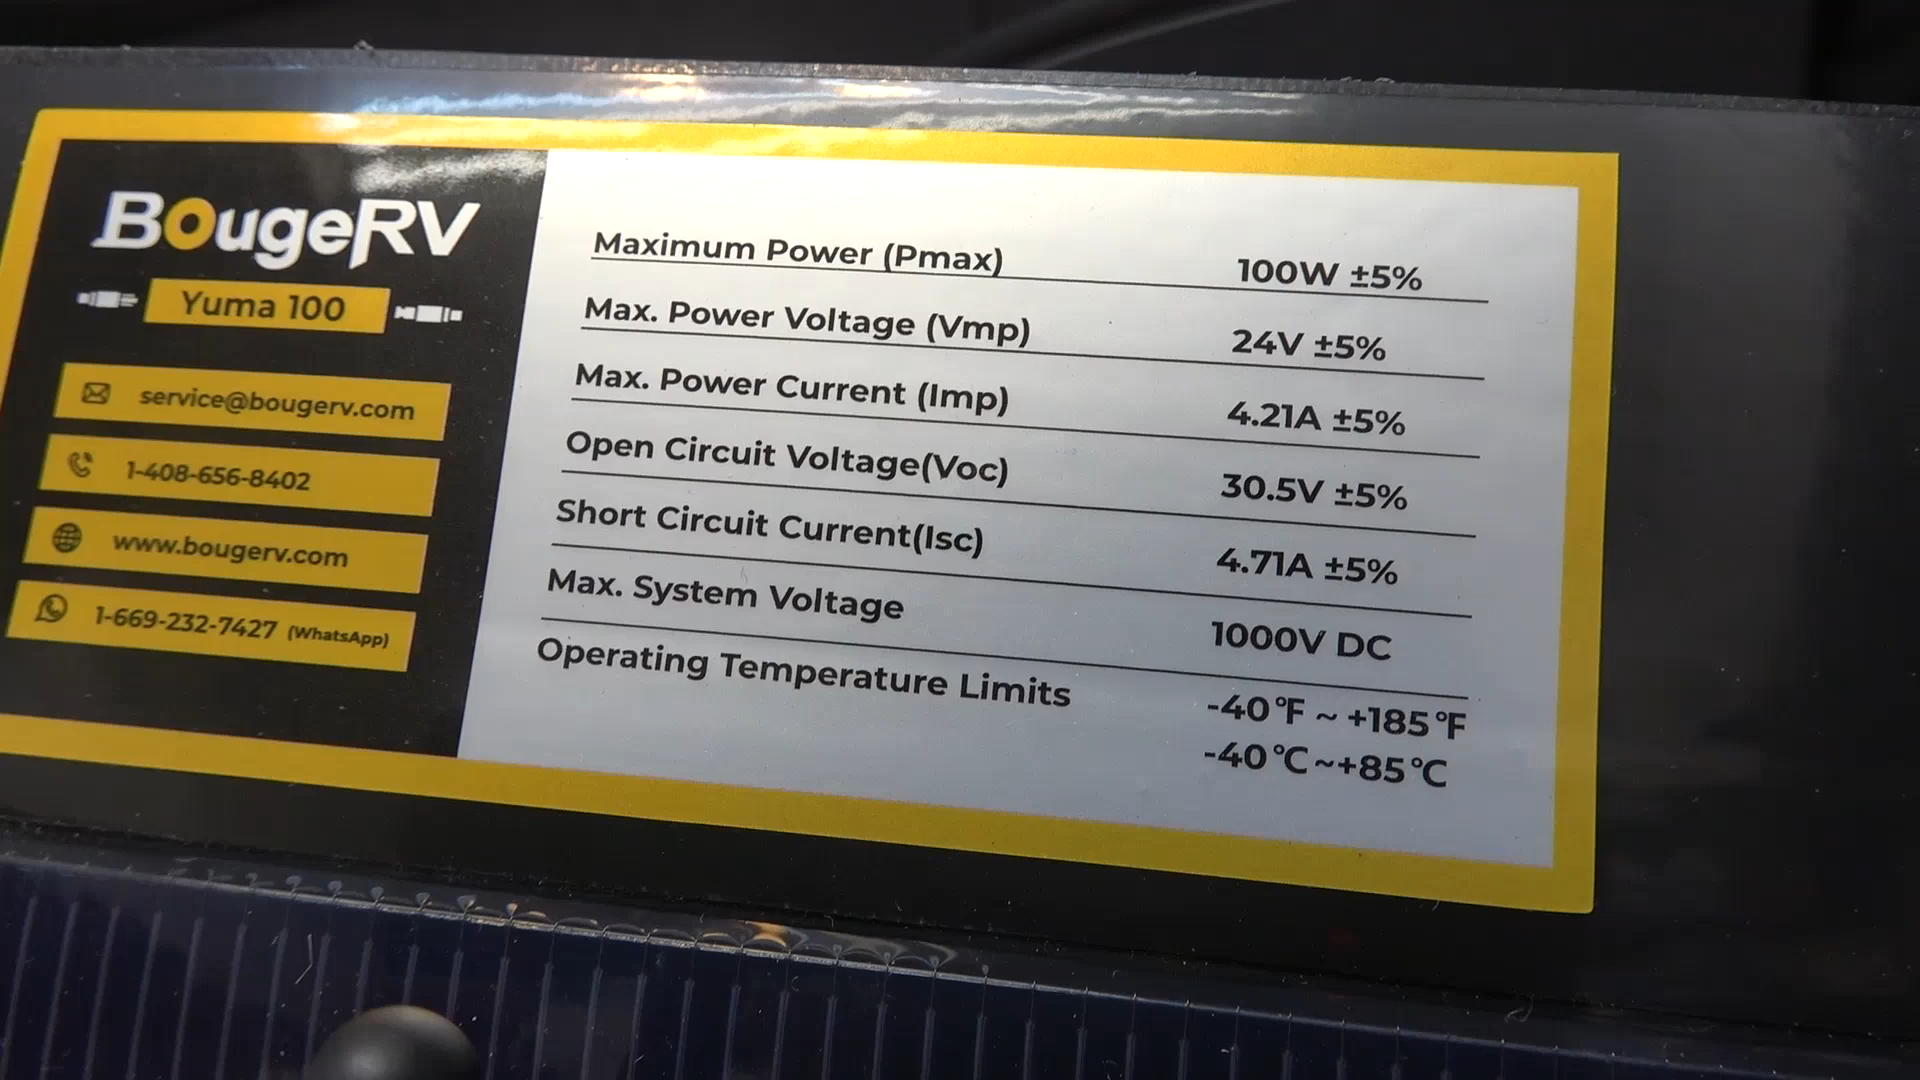 BougeRV
Yuma 100
service@bougerv.com
1-408-656-8402
www.bougerv.com
1-669-232-7427 (WhatsApp)
Maximum Power (Pmax) 100W ±5%
Max. Power Voltage (Vmp) 24V ±5%
Max. Power Current (Imp) 4.21A ±5%
Open Circuit Voltage(Voc) 30.5V ±5%
Short Circuit Current(Isc) 4.71A ±5%
Max. System Voltage 1000V DC
Operating Temperature Limits -40°F ~ +185°F
-40°C~+85°C